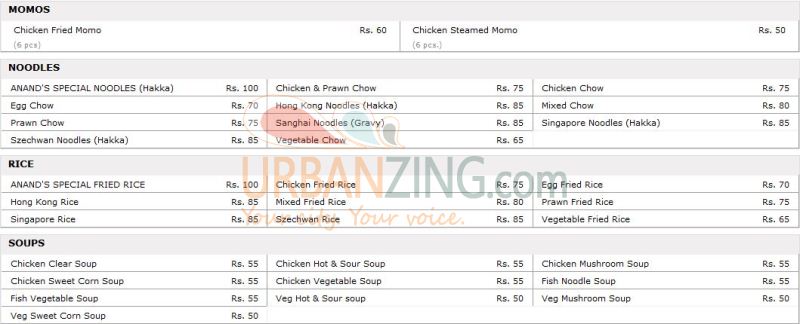 MOMOS
Chicken Fried Momo Rs. 60 Chicken Steamed Momo Rs. 50
(6 pcs) (6 pcs.)
NOODLES
ANAND'S SPECIAL NOODLES (Hakka) Rs. 100 Chicken & Prawn Chow Rs. 75 Chicken Chow Rs. 75
Egg Chow Rs. 70 Hong Kong Noodles (Hakka) Rs. 85 Mixed Chow Rs. 80
Prawn Chow Rs. 75 Sanghai Noodles (Gravy) Rs. 85 Singapore Noodles (Hakka) Rs. 85
Szechwan Noodles (Hakka) Rs. 85 Vegetable Chow Rs. 65
RICE
ANAND'S SPECIAL FRIED RICE Rs. 100 Chicken Fried Rice Rs. 75 Egg Fried Rice Rs. 70
Hong Kong Rice Rs. 85 Mixed Fried Rice Rs. 80 Prawn Fried Rice Rs. 75
Singapore Rice Rs. 85 Szechwan Rice Rs. 85 Vegetable Fried Rice Rs. 65
URBANZING.com
Your city Your voice.
SOUPS
Chicken Clear Soup Rs. 55 Chicken Hot & Sour Soup Rs. 55 Chicken Mushroom Soup Rs. 55
Chicken Sweet Corn Soup Rs. 55 Chicken Vegetable Soup Rs. 55 Fish Noodle Soup Rs. 55
Fish Vegetable Soup Rs. 55 Veg Hot & Sour soup Rs. 50 Veg Mushroom Soup Rs. 50
Veg Sweet Corn Soup Rs. 50